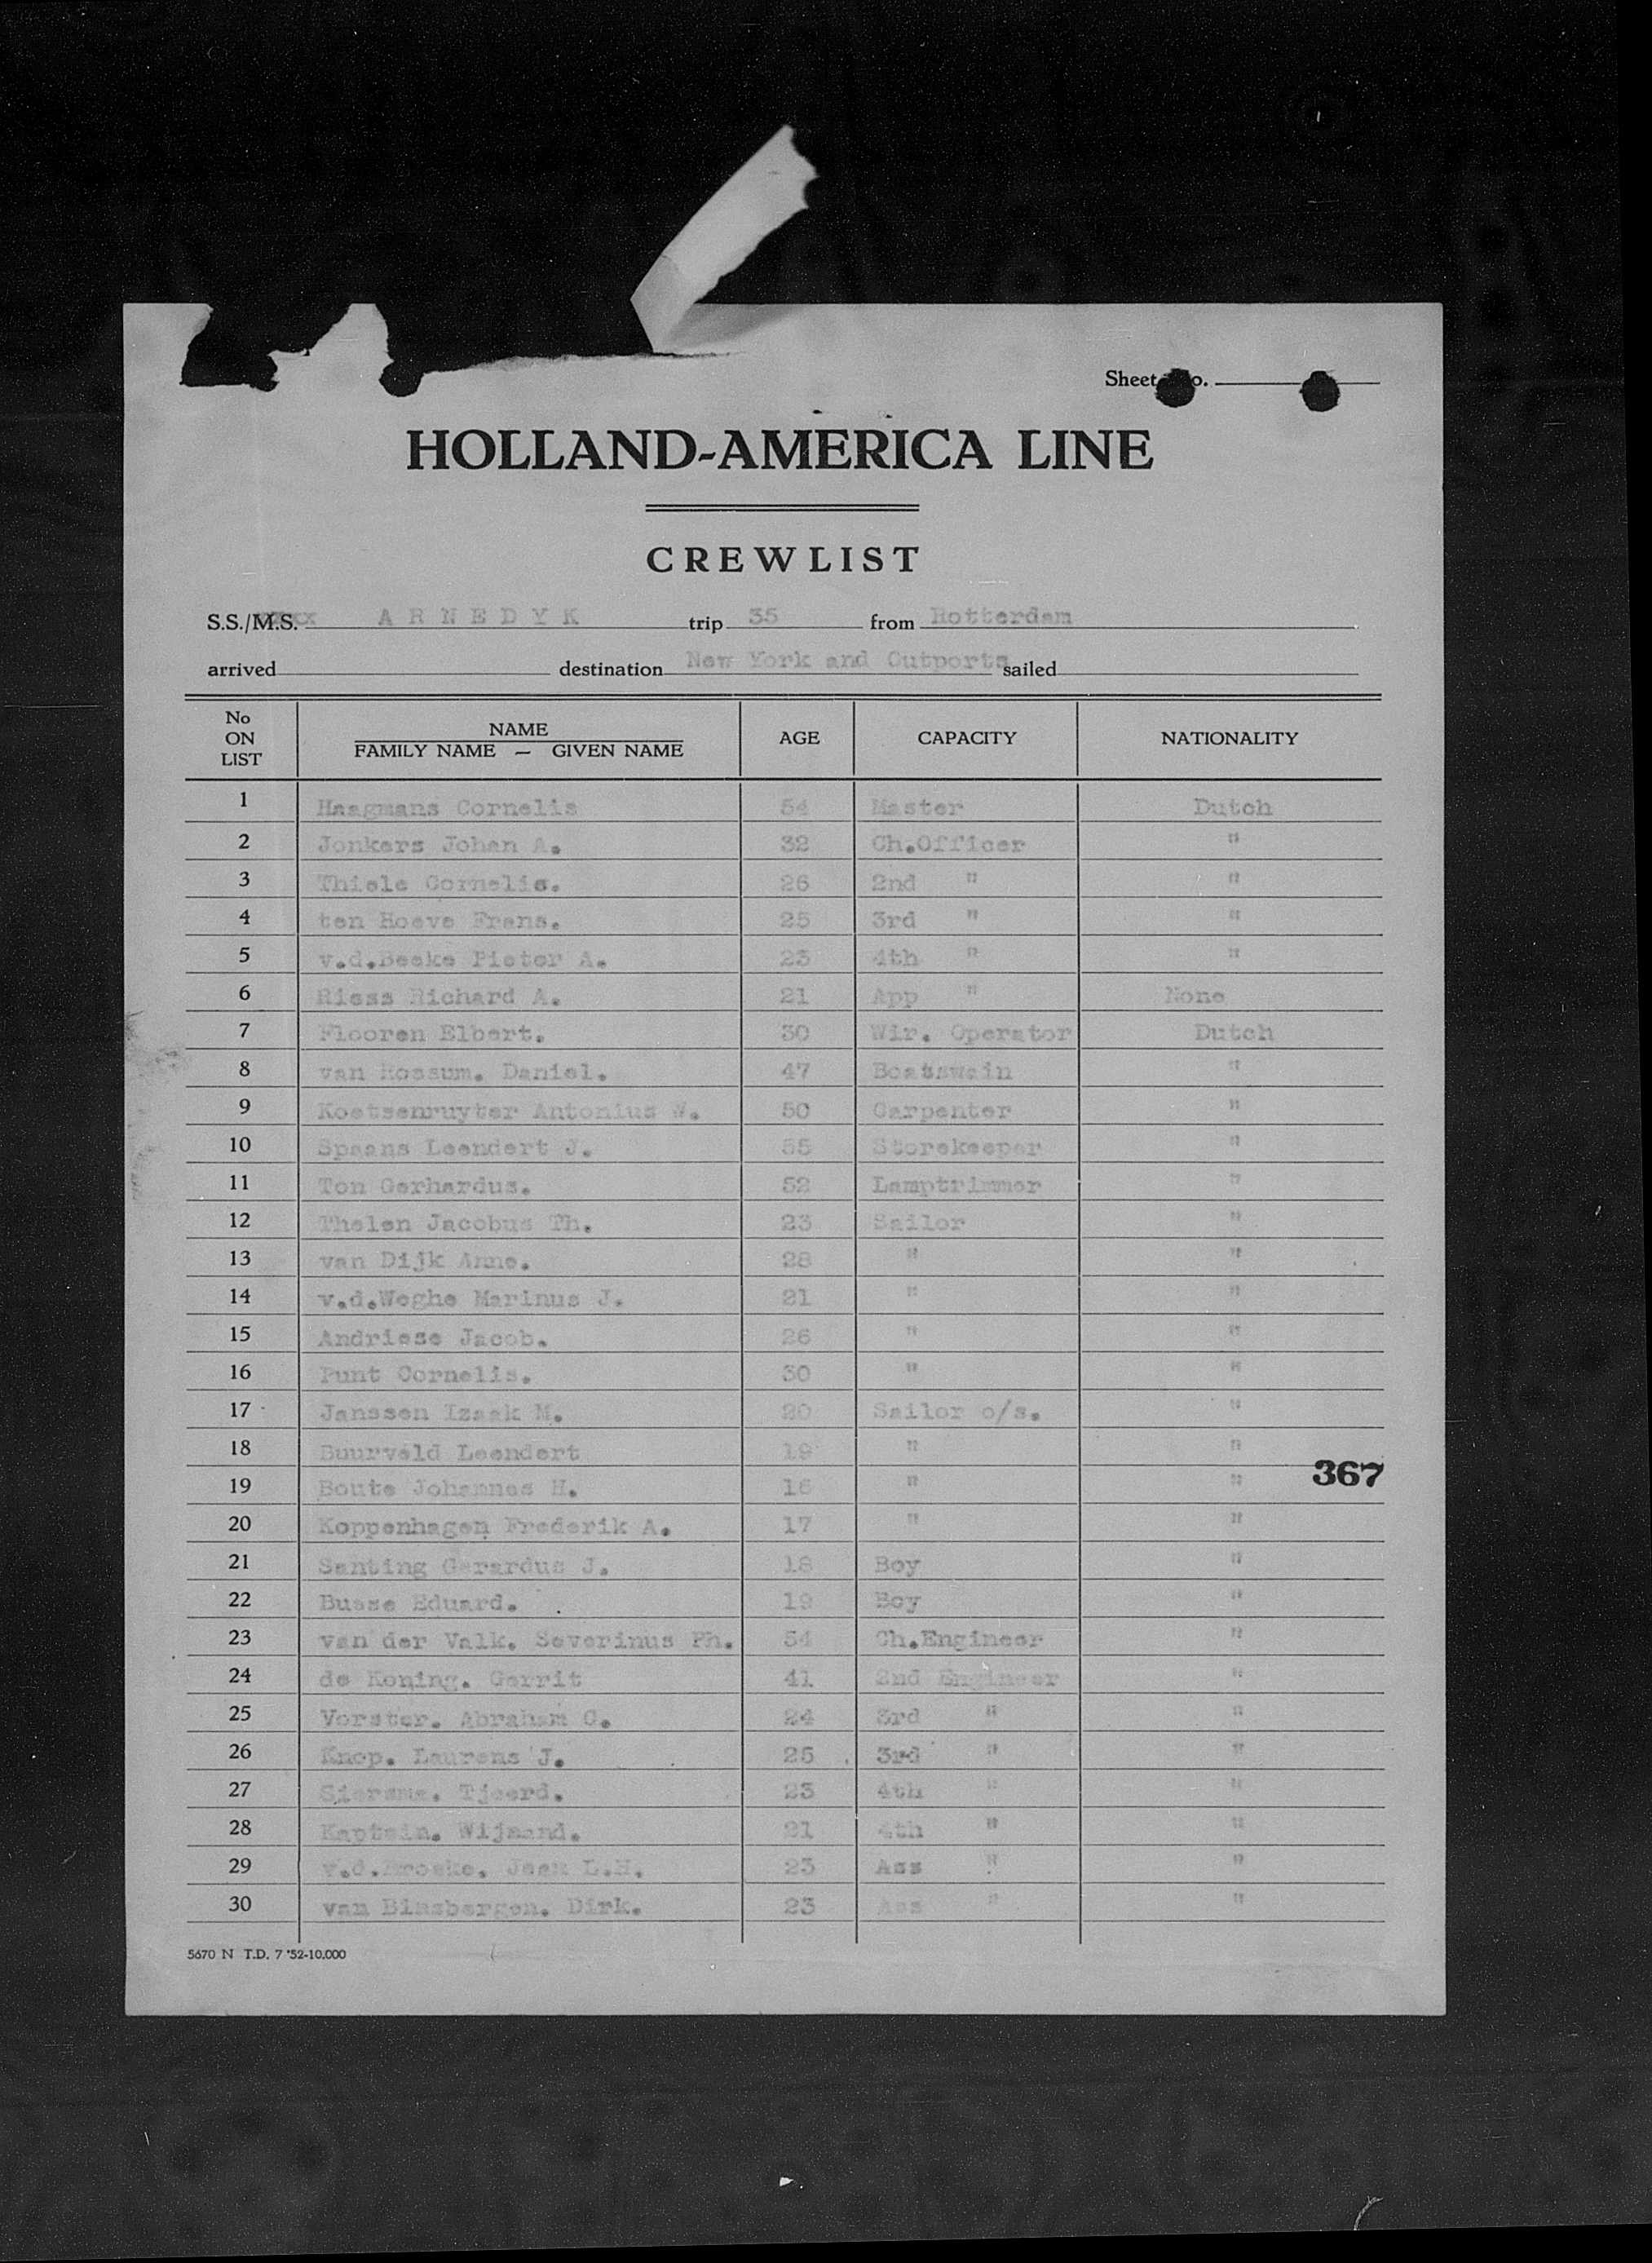 Sheet No.
HOLLAND-AMERICA LINE
CREWLIST
S.S./M.S. ARNEDYK trip 35 from Rotterdam
arrived destination New York and Outports sailed
No ON LIST NAME FAMILY NAME — GIVEN NAME AGE CAPACITY NATIONALITY
1 Haagmans Cornelis 54 Master Dutch
2 Jonkers Johan A. 32 Ch.Officer "
3 Thiele Cornelis. 26 2nd " "
4 ten Hoeve Frans. 25 3rd " "
5 v.d.Beeke Pieter A. 23 4th " "
6 Riess Richard A. 21 App " None
7 Flooren Elbert. 30 Wir. Operator Dutch
8 van Rossum. Daniel. 47 Boatswain "
9 Koetsenruyter Antonius W. 50 Carpenter "
10 Spaans Leendert J. 55 Storekeeper "
11 Ton Gerhardus. 52 Lamptrimmer "
12 Thelen Jacobus Th. 23 Sailor "
13 van Dijk Anne. 28 " "
14 v.d.Weghe Marinus J. 21 " "
15 Andriese Jacob. 26 " "
16 Punt Cornelis. 30 " "
17 Janssen Izaak M. 20 Sailor o/s. "
18 Buurveld Leendert 19 " "
367
19 Boute Johannes H. 16 " "
20 Koppenhagen Frederik A. 17 " "
21 Santing Gerardus J. 18 Boy "
22 Busse Eduard. 19 Boy "
23 van der Valk. Severinus Ph. 54 Ch.Engineer "
24 de Koning. Gerrit 41 2nd Engineer "
25 Vorster. Abraham C. 24 3rd " "
26 Knop. Laurens J. 25 3rd " "
27 Siersma. Tjeerd. 23 4th " "
28 Kaptein. Wijnand. 21 4th " "
29 v.d.Broeke. Jean L.H. 23 Ass " "
30 van Binsbergen. Dirk. 23 Ass " "
5670 N T.D. 7 '52-10.000